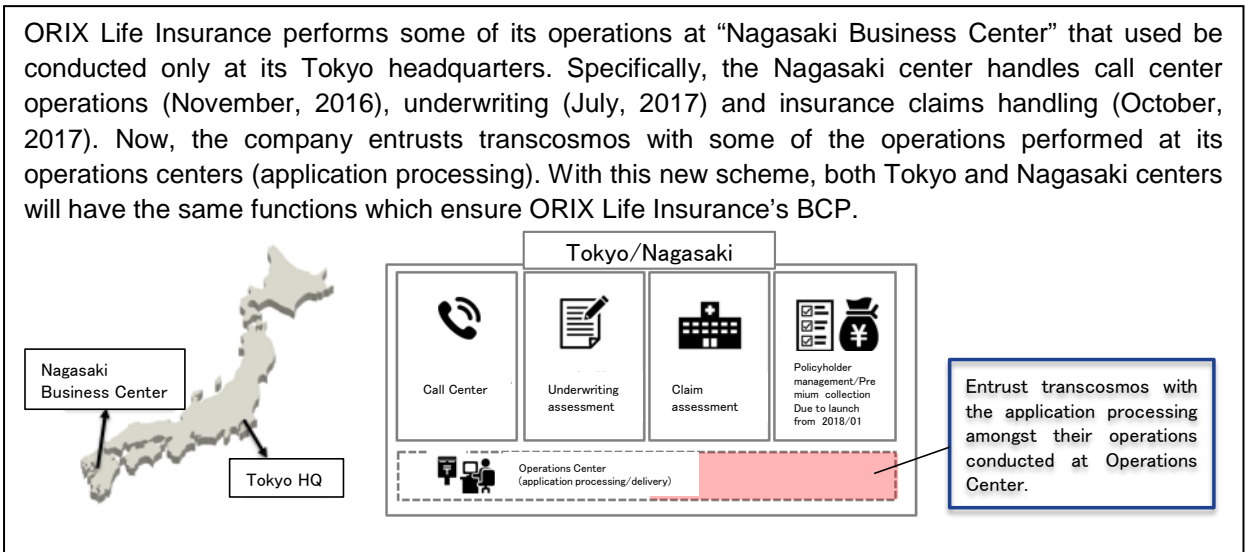 ORIX Life Insurance performs some of its operations at “Nagasaki Business Center” that used be
conducted only at its Tokyo headquarters. Specifically, the Nagasaki center handles call center
operations (November, 2016), underwriting (July, 2017) and insurance claims handling (October,
2017). Now, the company entrusts transcosmos with some of the operations performed at its
operations centers (application processing). With this new scheme, both Tokyo and Nagasaki centers
will have the same functions which ensure ORIX Life Insurance’s BCP.
Tokyo/Nagasaki
Nagasaki
Business Center
Tokyo HQ
Call Center
Underwriting
assessment
Claim
assessment
¥
Policyholder
management/Pre
mium collection
Due to launch
from 2018/01
Operations Center
(application processing/delivery)
Entrust transcosmos with
the application processing
amongst their operations
conducted at Operations
Center.